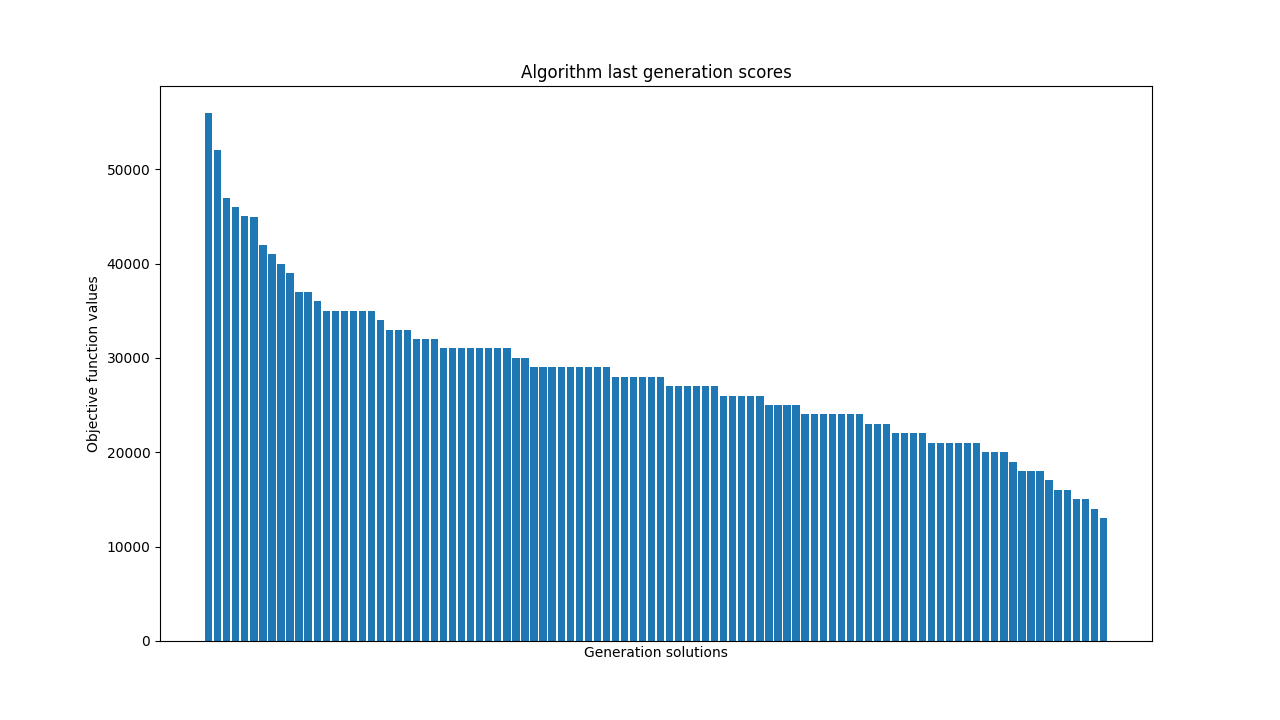 Algorithm last generation scores
50000
40000
30000
20000
10000
0
Objective function values
Generation solutions